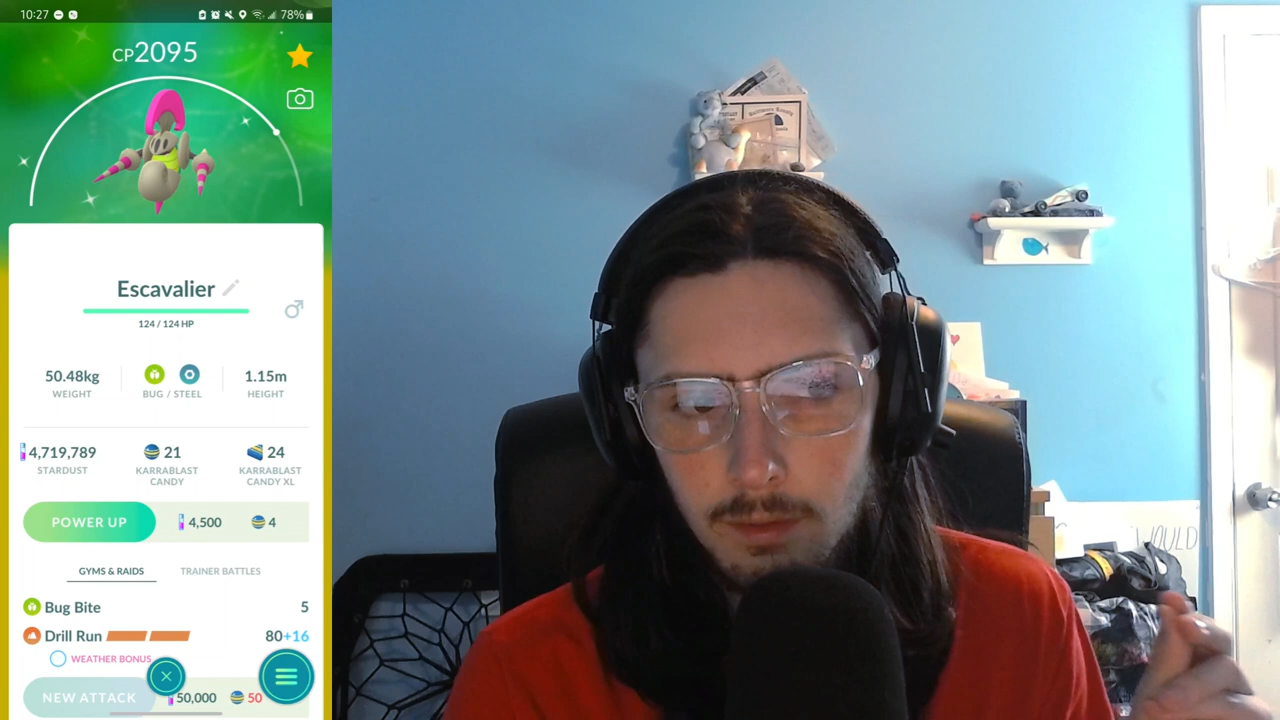 10:27
78%
CP2095
Escavalier
124 / 124 HP
50.48kg
WEIGHT
BUG / STEEL
1.15m
HEIGHT
4,719,789
STARDUST
21
KARRABLAST
CANDY
24
KARRABLAST
CANDY XL
POWER UP
4,500
4
GYMS & RAIDS
TRAINER BATTLES
Bug Bite
5
Drill Run
80+16
WEATHER BONUS
NEW ATTACK
50,000
50
WOULD